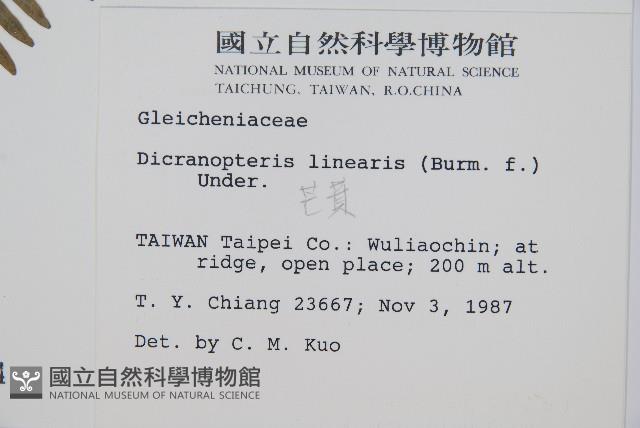 國立自然科學博物館
NATIONAL MUSEUM OF NATURAL SCIENCE
TAICHUNG, TAIWAN, R.O.CHINA
Gleicheniaceae
Dicranopteris linearis (Burm. f.)
Under.
芒萁
TAIWAN Taipei Co.: Wuliaochin; at
ridge, open place; 200 m alt.
T. Y. Chiang 23667; Nov 3, 1987
Det. by C. M. Kuo
國立自然科學博物館
NATIONAL MUSEUM OF NATURAL SCIENCE